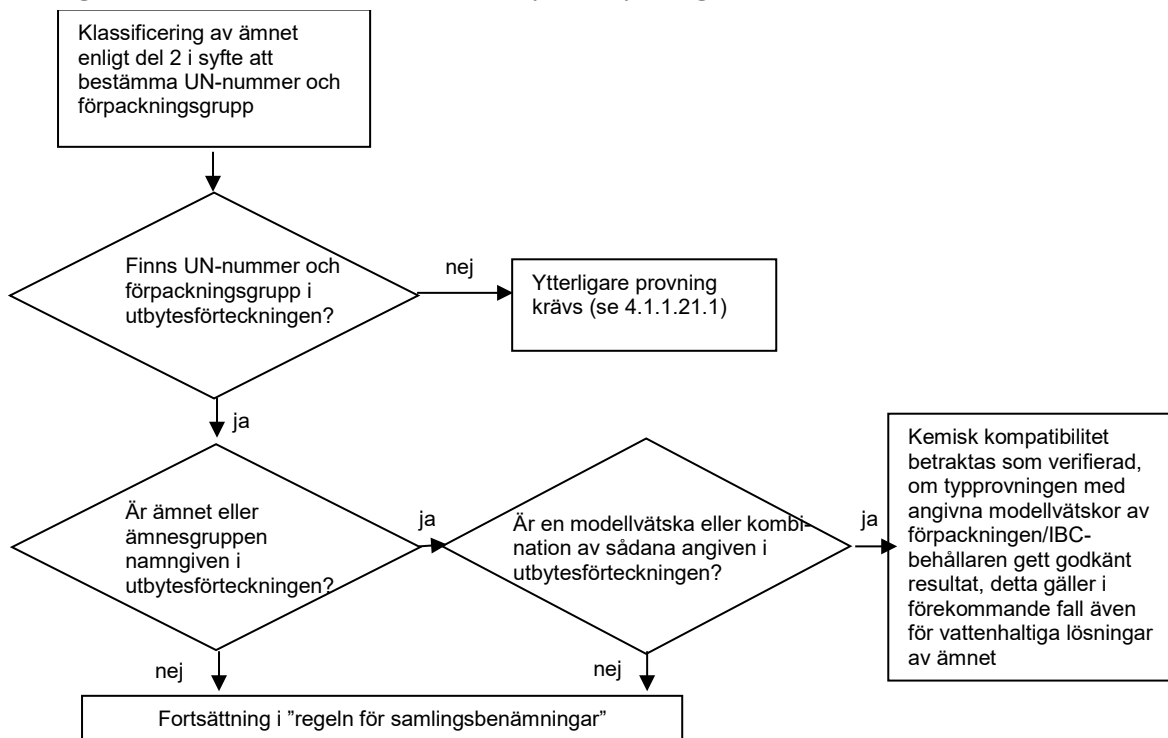 Klassificering av ämnet
enligt del 2 i syfte att
bestämma UN-nummer och
förpackningsgrupp
Finns UN-nummer och
förpackningsgrupp i
utbytesförteckningen?
nej
Ytterligare provning
krävs (se 4.1.1.21.1)
ja
Är ämnet eller
ämnesgruppen
namngiven i
utbytesförteckningen?
ja
Är en modellvätska eller kombi-
nation av sådana angiven i
utbytesförteckningen?
ja
Kemisk kompatibilitet
betraktas som verifierad,
om typprovningen med
angivna modellvätskor av
förpackningen/IBC-
behållaren gett godkänt
resultat, detta gäller i
förekommande fall även
för vattenhaltiga lösningar
av ämnet
nej
nej
Fortsättning i ”regeln för samlingsbenämningar”